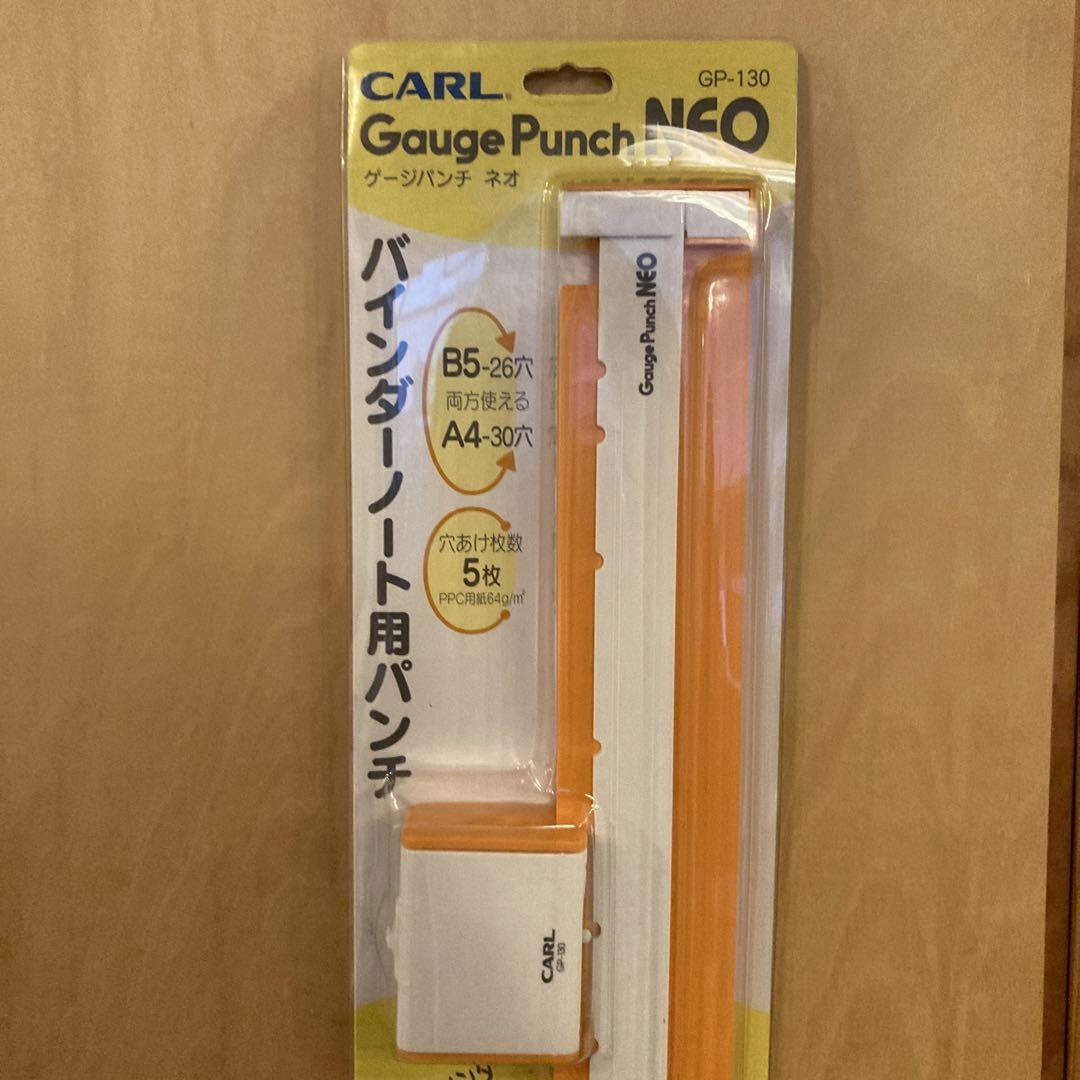 CARL
GP-130
Gauge Punch NEO
ゲージパンチ ネオ
バインダーノート用パンチ
B5-26穴
両方使える
A4-30穴
穴あけ枚数
5枚
PPC用紙64g/㎡
Gauge Punch NEO
CARL
GP-130